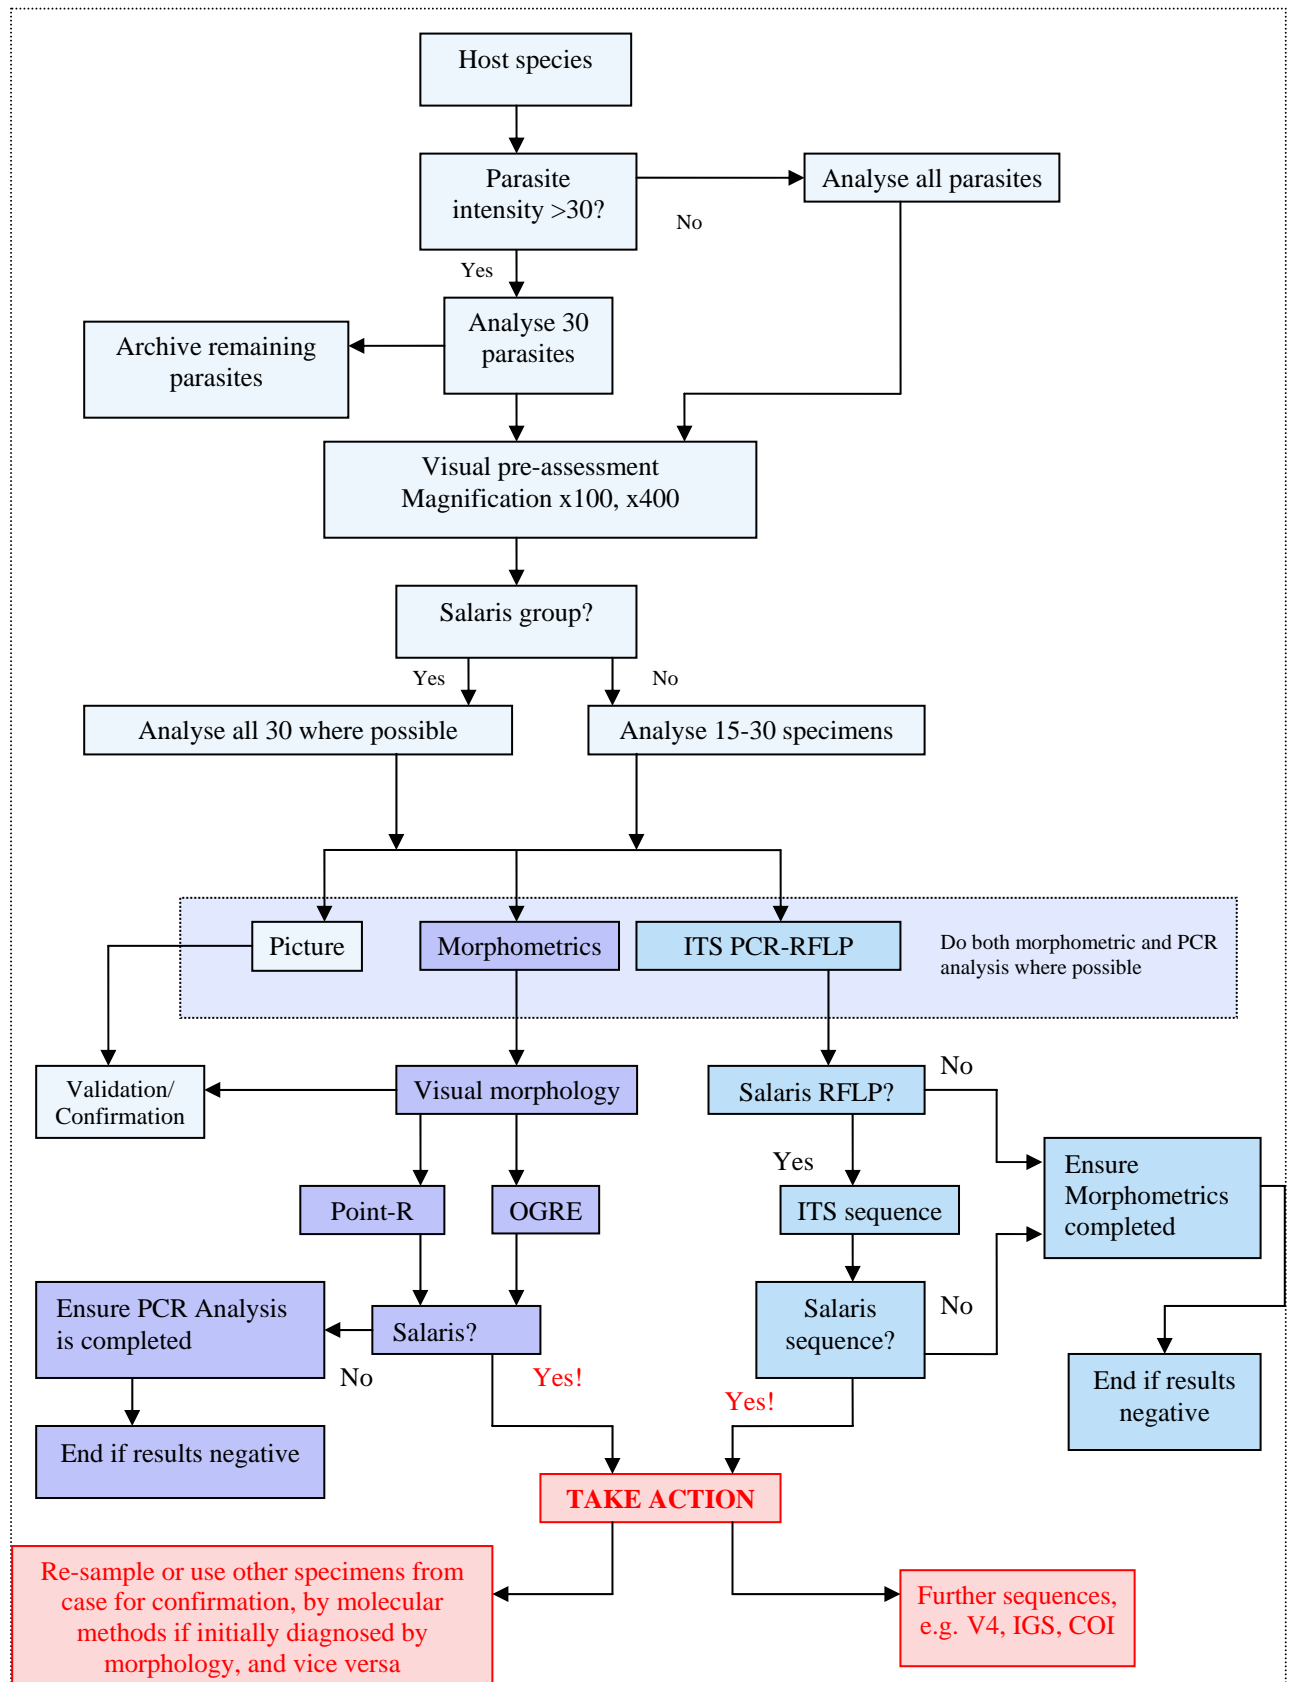 Host species
Parasite
intensity >30?
Analyse all parasites
No
Yes
Analyse 30
parasites
Archive remaining
parasites
Visual pre-assessment
Magnification x100, x400
Salaris group?
Yes
No
Analyse all 30 where possible
Analyse 15-30 specimens
Picture
Morphometrics
ITS PCR-RFLP
Do both morphometric and PCR
analysis where possible
Validation/
Confirmation
Visual morphology
Salaris RFLP?
No
Yes
Ensure
Morphometrics
completed
Point-R
OGRE
ITS sequence
Ensure PCR Analysis
is completed
Salaris?
Salaris
sequence?
No
No
Yes!
Yes!
End if results
negative
End if results negative
TAKE ACTION
Re-sample or use other specimens from
case for confirmation, by molecular
methods if initially diagnosed by
morphology, and vice versa
Further sequences,
e.g. V4, IGS, COI